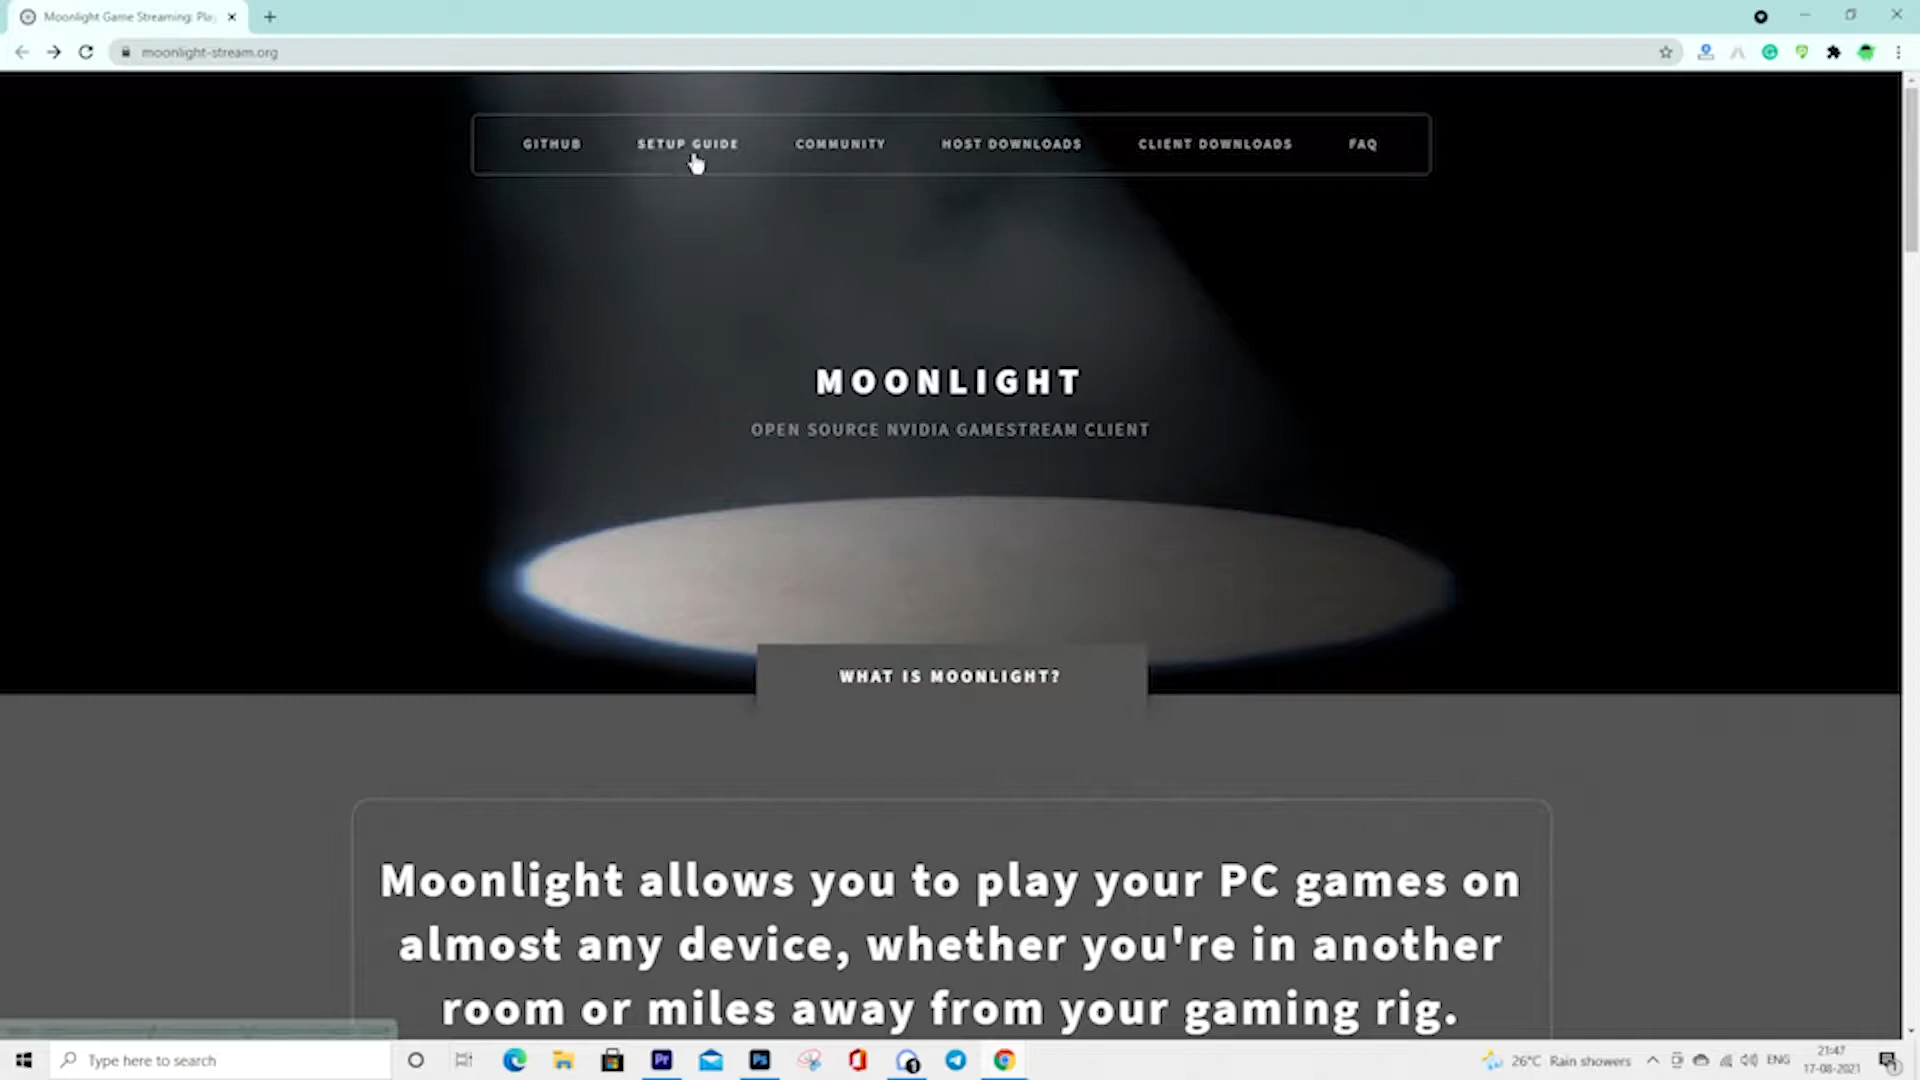 Moonlight Game Streaming: Pla
moonlight-stream.org
GITHUB SETUP GUIDE COMMUNITY HOST DOWNLOADS CLIENT DOWNLOADS FAQ
MOONLIGHT
OPEN SOURCE NVIDIA GAMESTREAM CLIENT
WHAT IS MOONLIGHT?
Moonlight allows you to play your PC games on
almost any device, whether you're in another
room or miles away from your gaming rig.
Type here to search
Pr
Ps
26°C Rain showers
ENG
21:47
17-08-2021